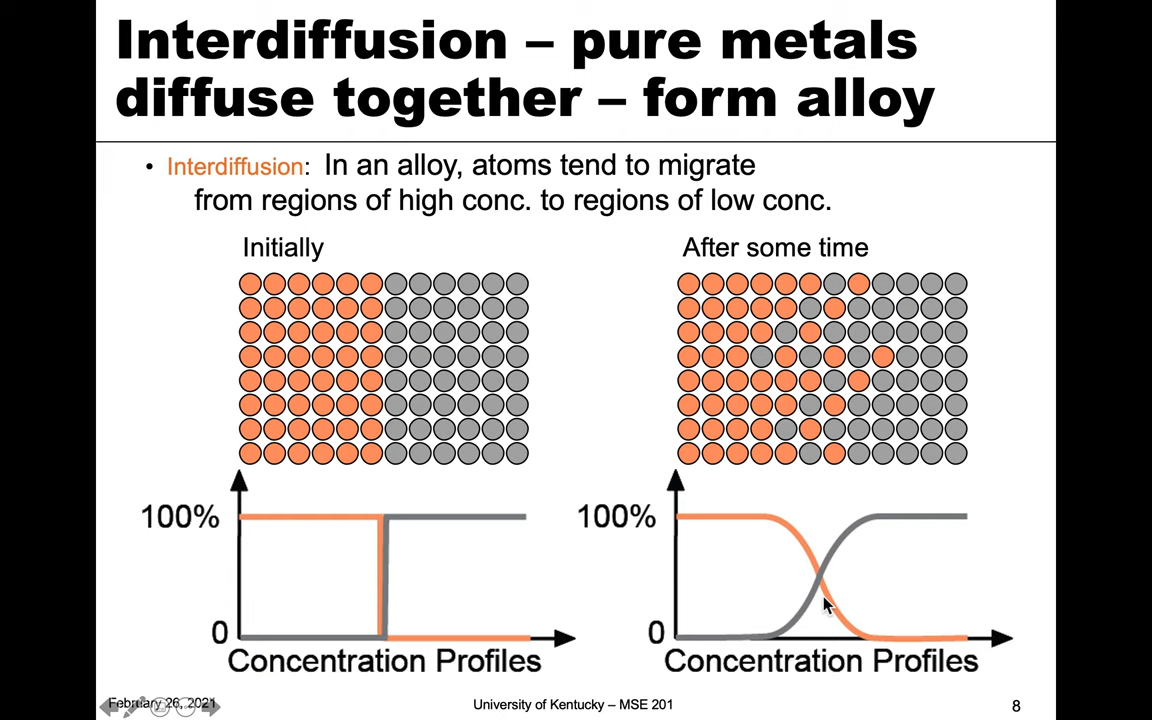 Interdiffusion – pure metals
diffuse together – form alloy
• Interdiffusion: In an alloy, atoms tend to migrate
from regions of high conc. to regions of low conc.
Initially
After some time
100%
0
Concentration Profiles
100%
0
Concentration Profiles
February 26, 2021
University of Kentucky – MSE 201
8